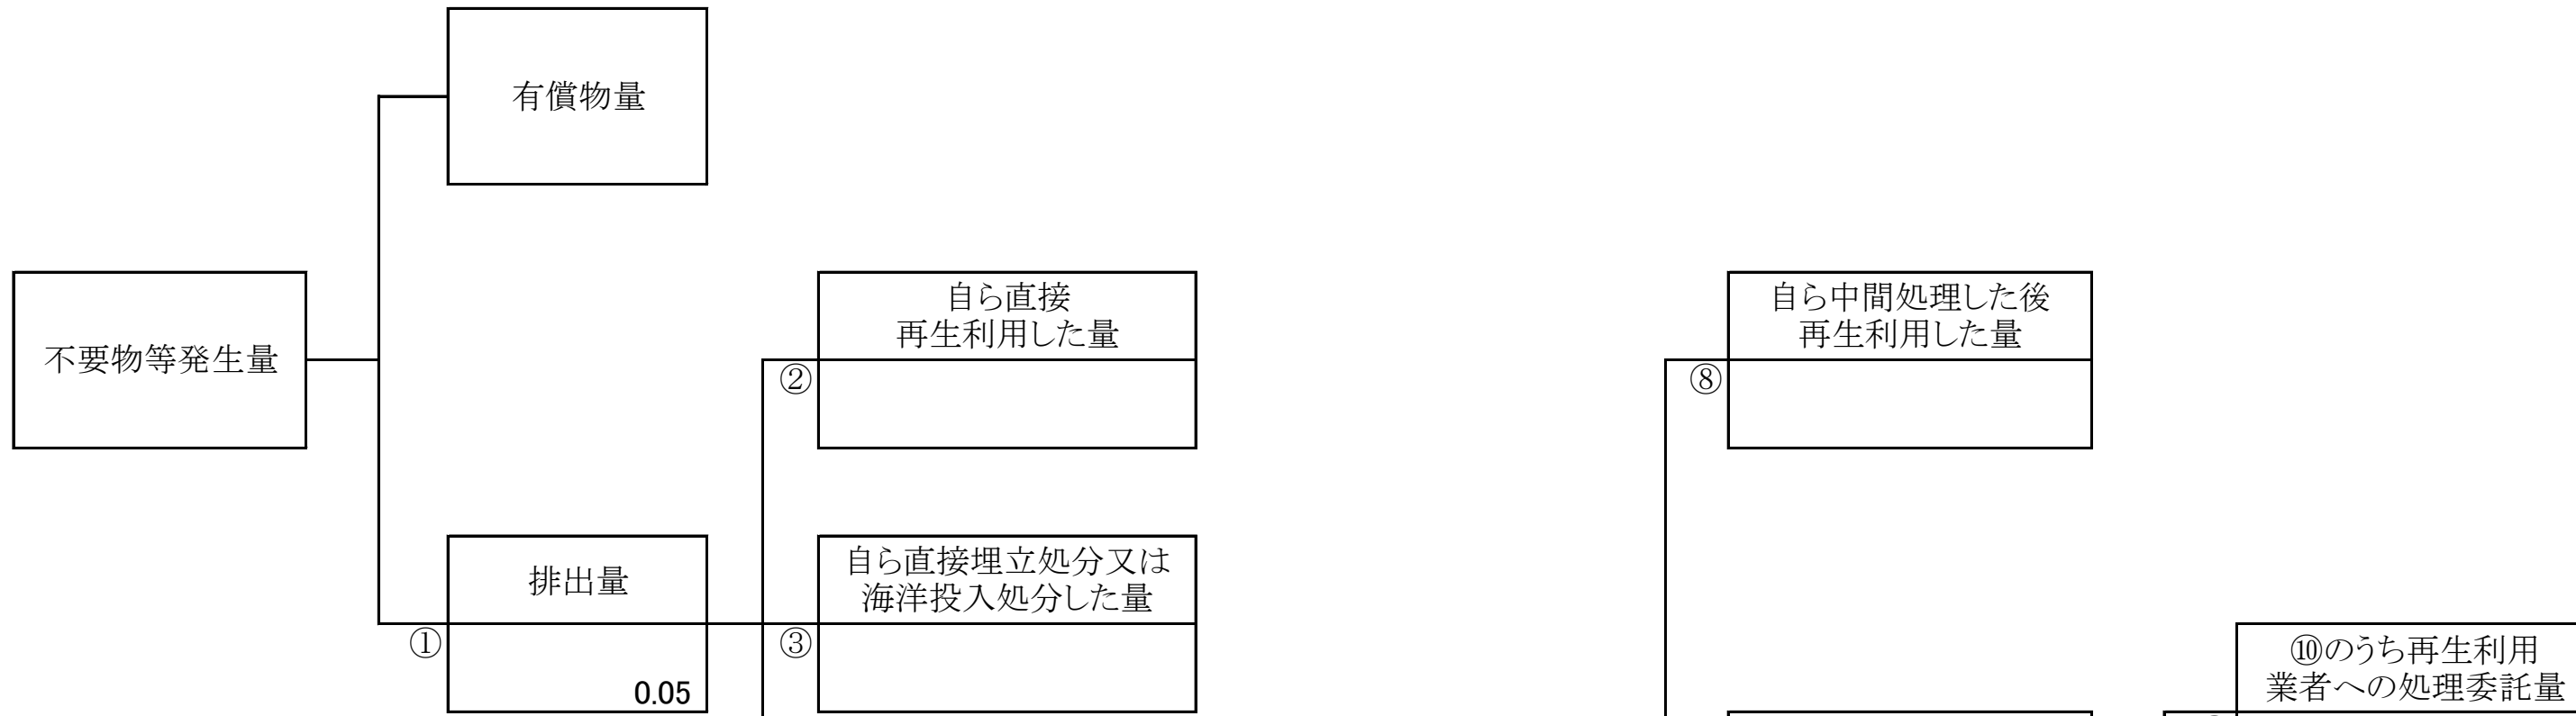 有償物量
不要物等発生量
自ら直接
再生利用した量
②
自ら中間処理した後
再生利用した量
⑧
排出量
①
0.05
自ら直接埋立処分又は
海洋投入処分した量
③
⑩のうち再生利用
業者への処理委託量